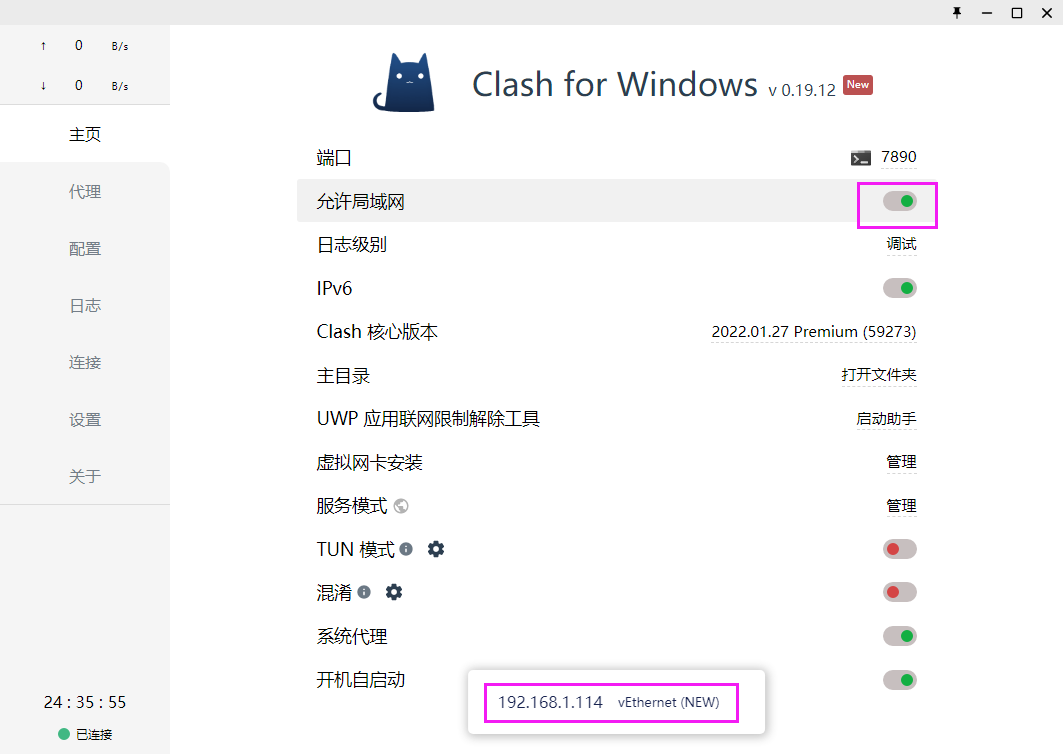 ↑ 0 B/s
↓ 0 B/s
主页
代理
配置
日志
连接
设置
关于
24 : 35 : 55
已连接
Clash for Windows v 0.19.12 New
端口 7890
允许局域网
日志级别 调试
IPv6
Clash 核心版本 2022.01.27 Premium (59273)
主目录 打开文件夹
UWP 应用联网限制解除工具 启动助手
虚拟网卡安装 管理
服务模式 管理
TUN 模式
混淆
系统代理
开机自启动
192.168.1.114 vEthernet (NEW)